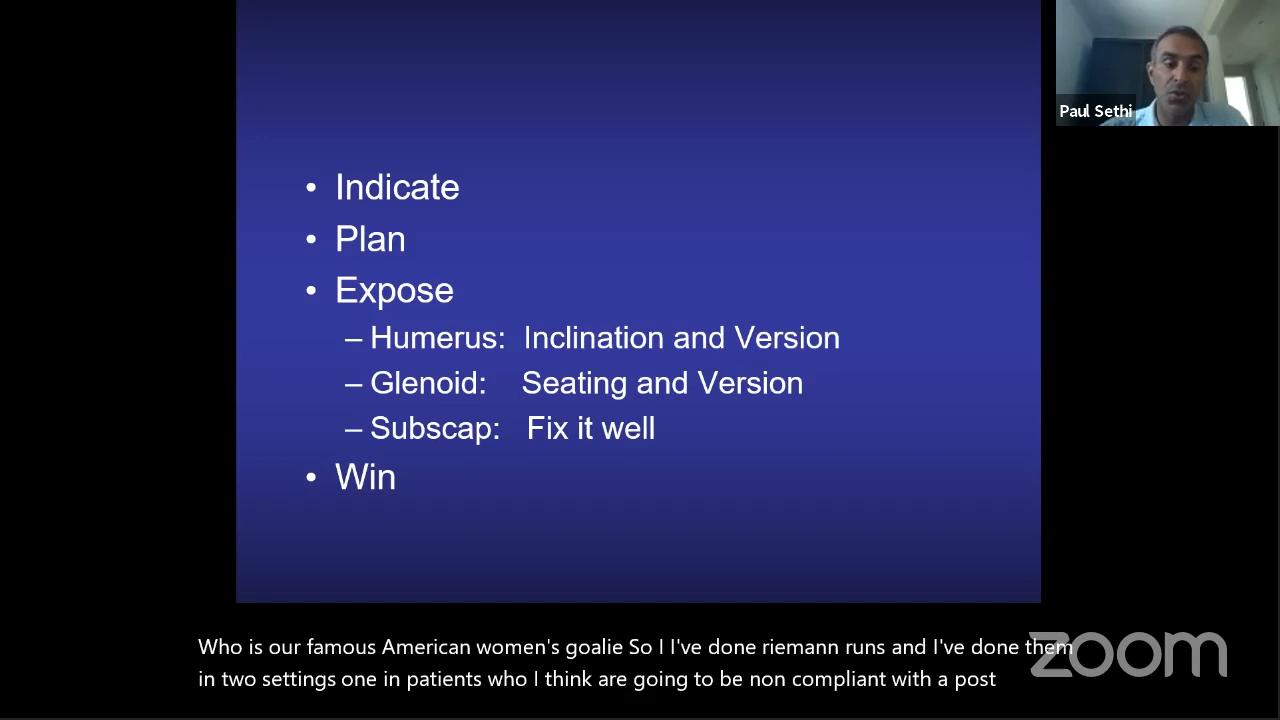 Paul Sethi
• Indicate
• Plan
• Expose
– Humerus: Inclination and Version
– Glenoid: Seating and Version
– Subscap: Fix it well
• Win
Who is our famous American women's goalie So I I've done riemann runs and I've done them
in two settings one in patients who I think are going to be non compliant with a post
zoom